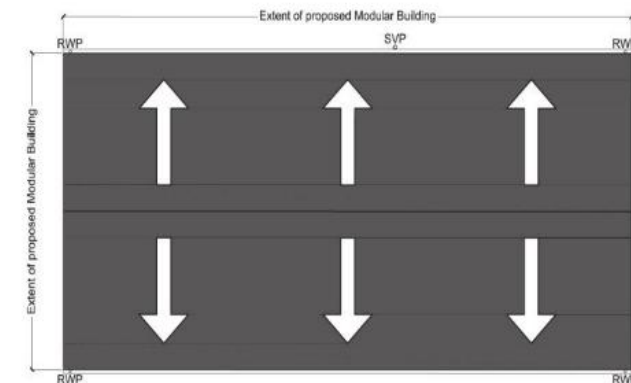 Extent of proposed Modular Building
RWP
SVP
RW
Extent of proposed Modular Building
RWP
RW